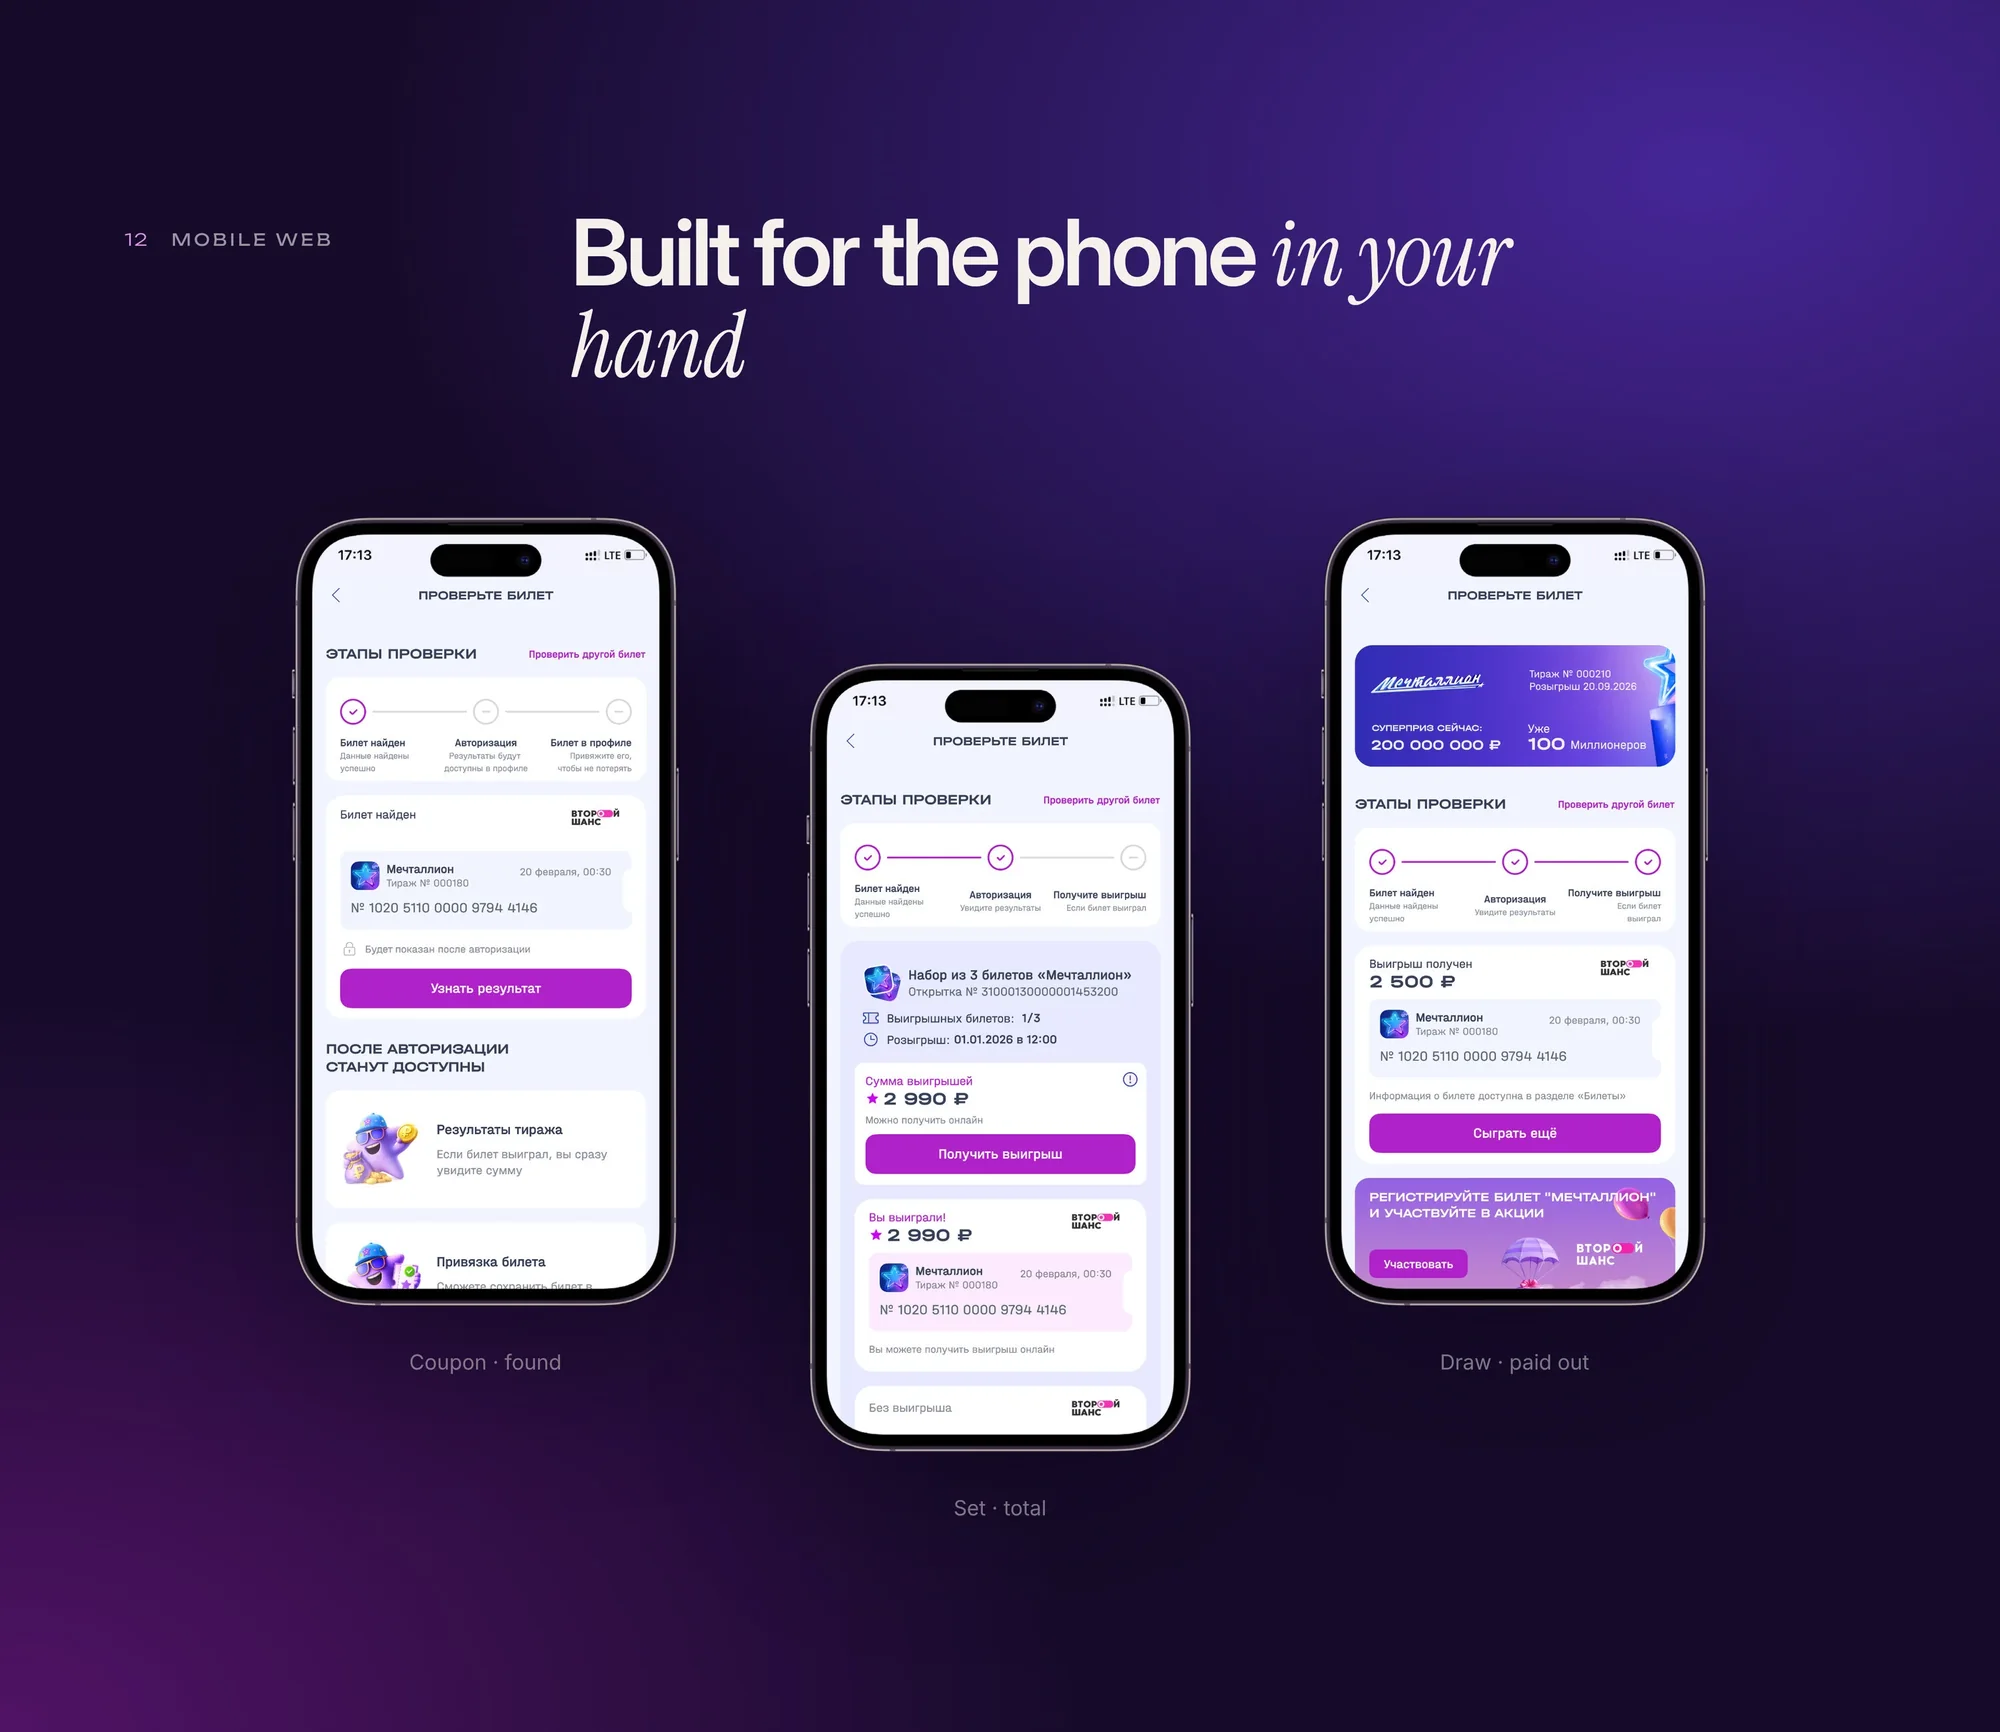 12 MOBILE WEB
Built for the phone in your
hand
17:13
LTE
ПРОВЕРЬТЕ БИЛЕТ
ЭТАПЫ ПРОВЕРКИ
Проверить другой билет
Билет найден
Данные найдены
успешно
Авторизация
Результаты будут
доступны в профиле
Билет в профиле
Привяжите его,
чтобы не потерять
Билет найден
ВТОРОЙ
ШАНС
Мечталлион
Тираж № 000180
20 февраля, 00:30
№ 1020 5110 0000 9794 4146
Будет показан после авторизации
Узнать результат
ПОСЛЕ АВТОРИЗАЦИИ
СТАНУТ ДОСТУПНЫ
Результаты тиража
Если билет выиграл, вы сразу
увидите сумму
Привязка билета
Сможете сохранить билет в
Coupon · found
17:13
LTE
ПРОВЕРЬТЕ БИЛЕТ
ЭТАПЫ ПРОВЕРКИ
Проверить другой билет
Билет найден
Данные найдены
успешно
Авторизация
Увидите результаты
Получите выигрыш
Если билет выиграл
Набор из 3 билетов «Мечталлион»
Открытка № 31000130000001453200
Выигрышных билетов: 1/3
Розыгрыш: 01.01.2026 в 12:00
Сумма выигрышей
2 990 ₽
Можно получить онлайн
Получить выигрыш
Вы выиграли!
2 990 ₽
ВТОРОЙ
ШАНС
Мечталлион
Тираж № 000180
20 февраля, 00:30
№ 1020 5110 0000 9794 4146
Вы можете получить выигрыш онлайн
Без выигрыша
ВТОРОЙ
ШАНС
Set · total
17:13
LTE
ПРОВЕРЬТЕ БИЛЕТ
Мечталлион
Тираж № 000210
Розыгрыш 20.09.2026
СУПЕРПРИЗ СЕЙЧАС:
200 000 000 ₽
Уже
100 Миллионеров
ЭТАПЫ ПРОВЕРКИ
Проверить другой билет
Билет найден
Данные найдены
успешно
Авторизация
Увидите результаты
Получите выигрыш
Если билет
выиграл
Выигрыш получен
2 500 ₽
ВТОРОЙ
ШАНС
Мечталлион
Тираж № 000180
20 февраля, 00:30
№ 1020 5110 0000 9794 4146
Информация о билете доступна в разделе «Билеты»
Сыграть ещё
РЕГИСТРИРУЙТЕ БИЛЕТ "МЕЧТАЛЛИОН"
И УЧАСТВУЙТЕ В АКЦИИ
Участвовать
ВТОРОЙ
ШАНС
Draw · paid out